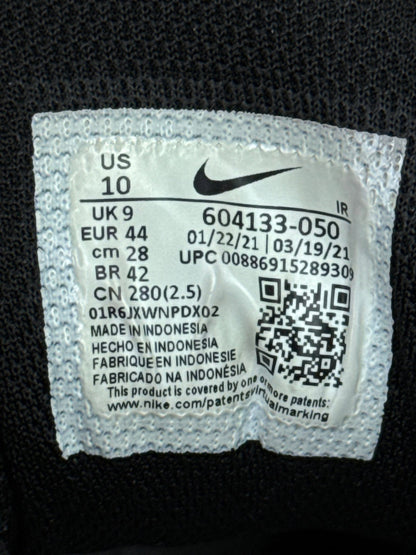 US
10
IR
UK 9
EUR 44
cm 28
BR 42
CN 280(2.5)
604133-050
01/22/21 | 03/19/21
UPC 00886915289309
01R6JXWNPDX02
MADE IN INDONESIA
HECHO EN INDONESIA
FABRIQUE EN INDONESIE
FABRICADO NA INDONÉSIA
This product is covered by one or more patents:
www.nike.com/patentsvirtualmarking